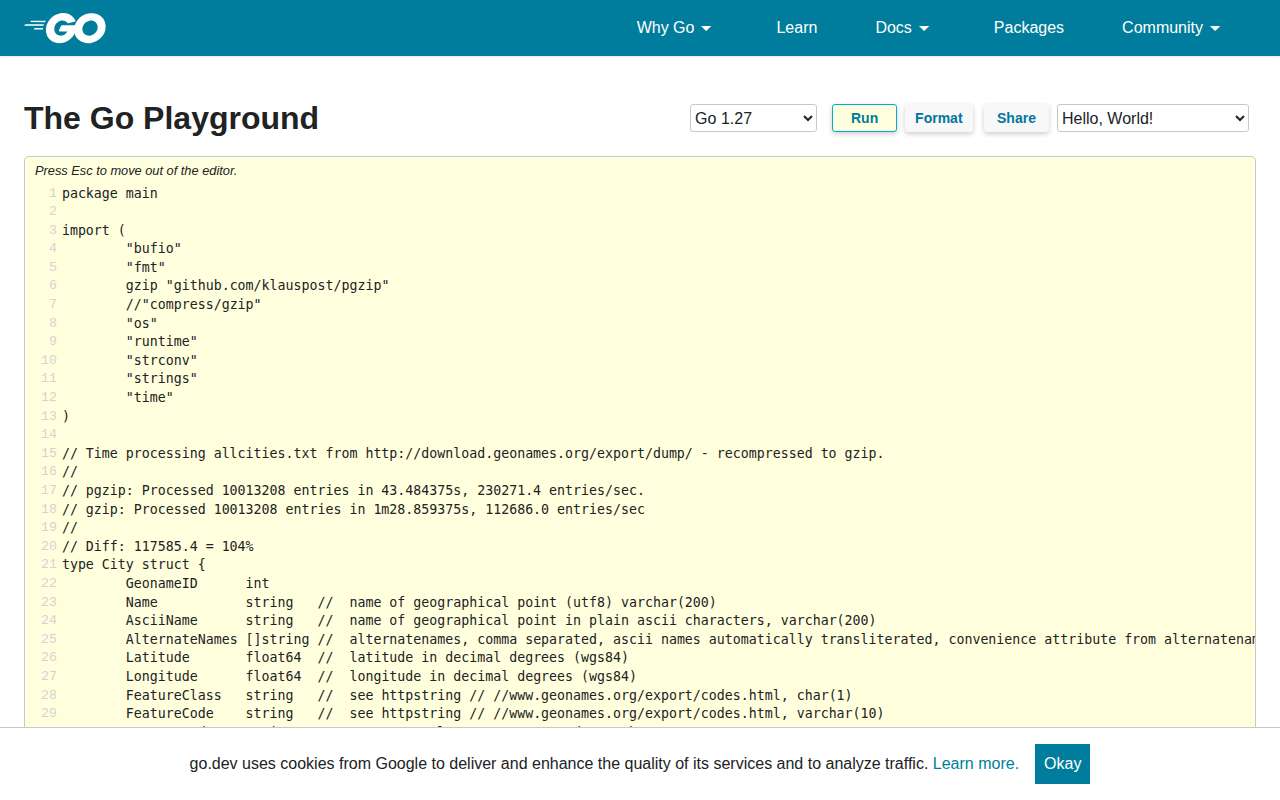 GO
Why Go
Learn
Docs
Packages
Community
The Go Playground
Go 1.27
Run
Format
Share
Hello, World!
Press Esc to move out of the editor.
1 package main
2
3 import (
4 "bufio"
5 "fmt"
6 gzip "github.com/klauspost/pgzip"
7 //"compress/gzip"
8 "os"
9 "runtime"
10 "strconv"
11 "strings"
12 "time"
13 )
14
15 // Time processing allcities.txt from http://download.geonames.org/export/dump/ - recompressed to gzip.
16 //
17 // pgzip: Processed 10013208 entries in 43.484375s, 230271.4 entries/sec.
18 // gzip: Processed 10013208 entries in 1m28.859375s, 112686.0 entries/sec
19 //
20 // Diff: 117585.4 = 104%
21 type City struct {
22 GeonameID int
23 Name string // name of geographical point (utf8) varchar(200)
24 AsciiName string // name of geographical point in plain ascii characters, varchar(200)
25 AlternateNames []string // alternatenames, comma separated, ascii names automatically transliterated, convenience attribute from
26 Latitude float64 // latitude in decimal degrees (wgs84)
27 Longitude float64 // longitude in decimal degrees (wgs84)
28 FeatureClass string // see httpstring // //www.geonames.org/export/codes.html, char(1)
29 FeatureCode string // see httpstring // //www.geonames.org/export/codes.html, varchar(10)
go.dev uses cookies from Google to deliver and enhance the quality of its services and to analyze traffic. Learn more.
Okay